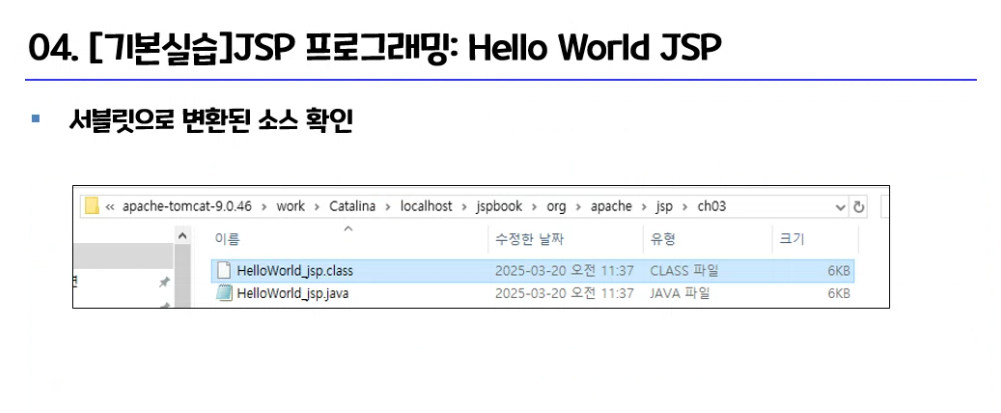 04. [기본실습]JSP 프로그래밍: Hello World JSP
서블릿으로 변환된 소스 확인
« apache-tomcat-9.0.46 > work > Catalina > localhost > jspbook > org > apache > jsp > ch03
이름 수정한 날짜 유형 크기
HelloWorld_jsp.class 2025-03-20 오전 11:37 CLASS 파일 6KB
HelloWorld_jsp.java 2025-03-20 오전 11:37 JAVA 파일 6KB